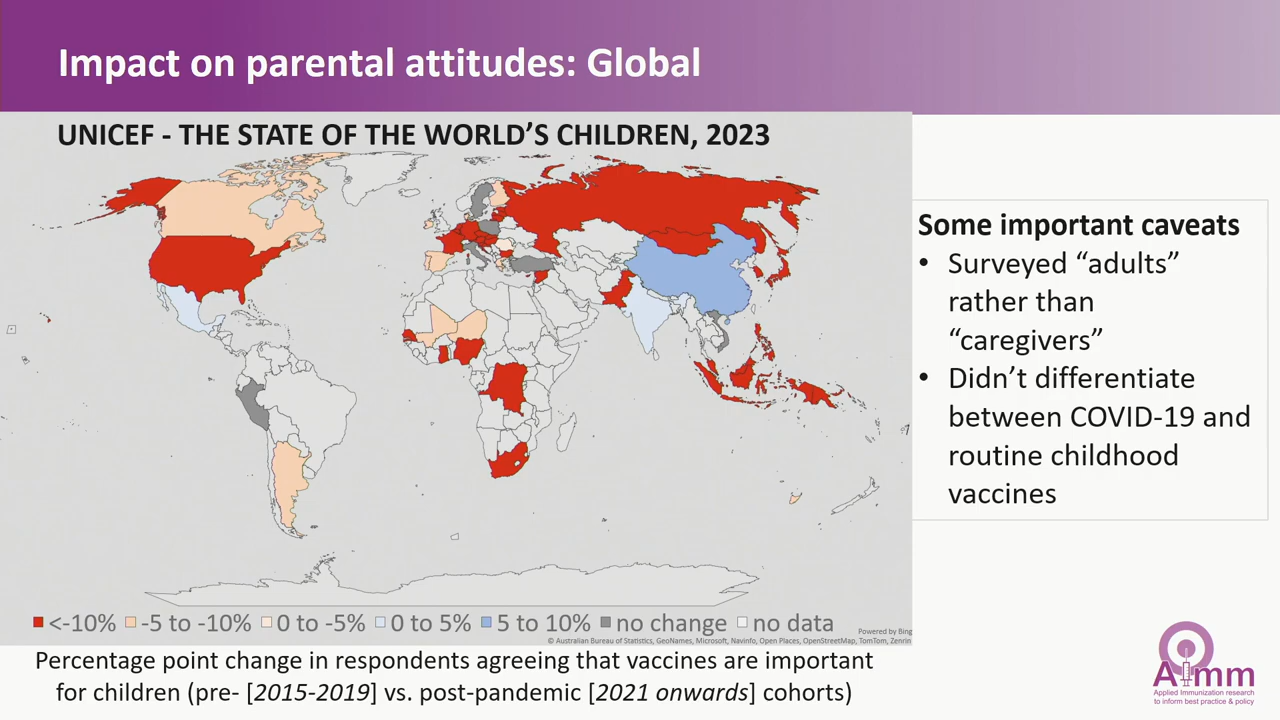 Impact on parental attitudes: Global
UNICEF - THE STATE OF THE WORLD'S CHILDREN, 2023
<-10% -5 to -10% 0 to -5% 0 to 5% 5 to 10% no change no data
Powered by Bing
© Australian Bureau of Statistics, GeoNames, Microsoft, Navinfo, Open Places, OpenStreetMap, TomTom, Zenrin
Percentage point change in respondents agreeing that vaccines are important
for children (pre- [2015-2019] vs. post-pandemic [2021 onwards] cohorts)
Some important caveats
• Surveyed “adults”
rather than
“caregivers”
• Didn’t differentiate
between COVID-19 and
routine childhood
vaccines
AImm
Applied Immunization research
to inform best practice & policy